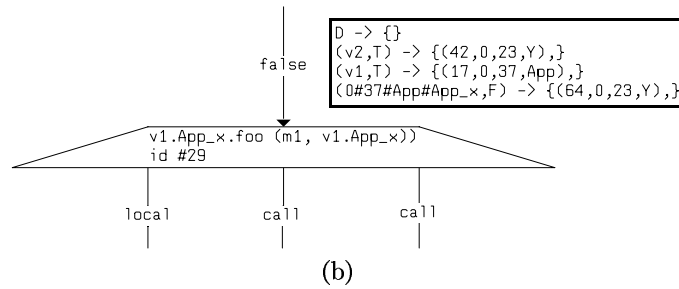 D -> {}
(v2,T) -> {(42,0,23,Y),}
(v1,T) -> {(17,0,37,App),}
(0#37#App#App_x,F) -> {(64,0,23,Y),}
false
v1.App_x.foo (m1, v1.App_x))
id #29
local call call
(b)